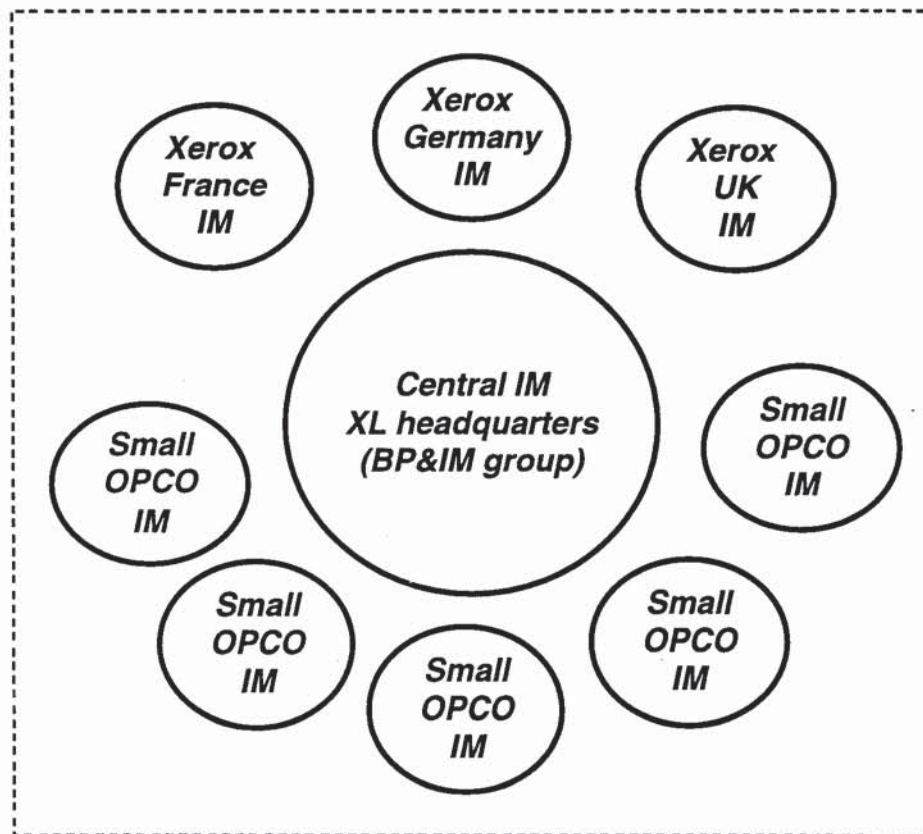 Xerox
Germany
IM
Xerox
France
IM
Xerox
UK
IM
Central IM
XL headquarters
(BP&IM group)
Small
OPCO
IM
Small
OPCO
IM
Small
OPCO
IM
Small
OPCO
IM
Small
OPCO
IM